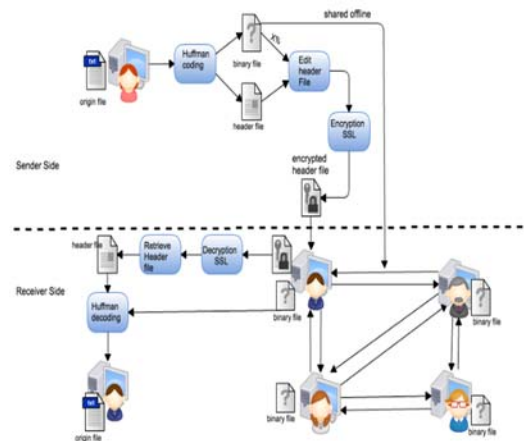 shared offline
Huffman
coding
X%
binary file
Edit
header
File
txt
origin file
header file
Encryption
SSL
encrypted
header file
Sender Side
header file
Retrieve
Header
file
Decryption
SSL
binary file
binary file
Receiver Side
Huffman
decoding
txt
origin file
binary file
binary file